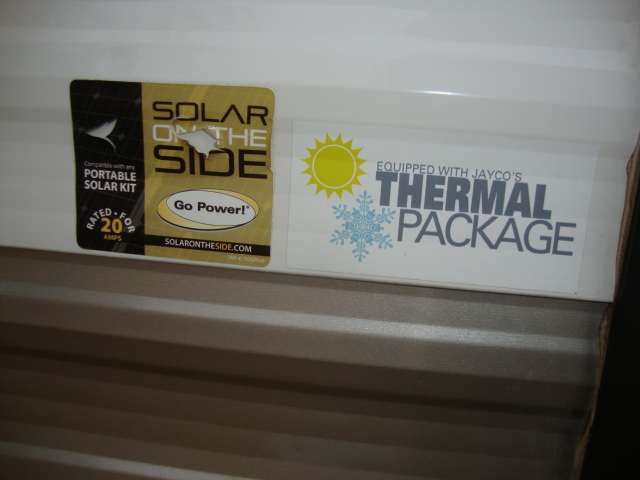 SOLAR
ON THE
SIDE
Compatible with any
PORTABLE
SOLAR KIT
Go Power!®
RATED • FOR
20
AMPS
SOLARONTHESIDE.COM
EQUIPPED WITH JAYCO'S
THERMAL
PACKAGE